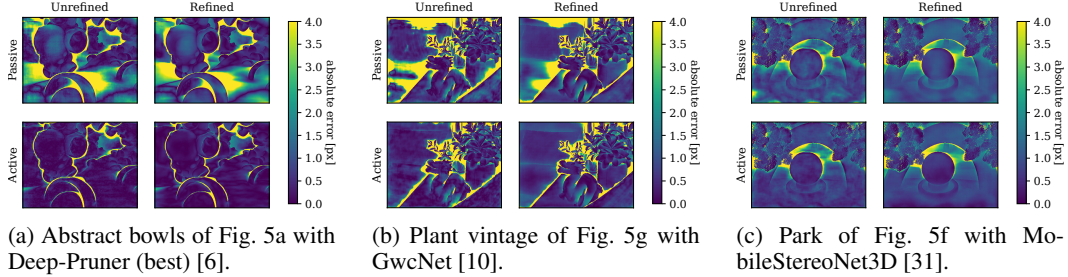 Unrefined Refined
Passive
Active
4.0
3.5
3.0
2.5
2.0
1.5
1.0
0.5
0.0
absolute error [px]
(a) Abstract bowls of Fig. 5a with
Deep-Pruner (best) [6].
Unrefined Refined
Passive
Active
4.0
3.5
3.0
2.5
2.0
1.5
1.0
0.5
0.0
absolute error [px]
(b) Plant vintage of Fig. 5g with
GwcNet [10].
Unrefined Refined
Passive
Active
4.0
3.5
3.0
2.5
2.0
1.5
1.0
0.5
0.0
absolute error [px]
(c) Park of Fig. 5f with Mo-
bileStereoNet3D [31].